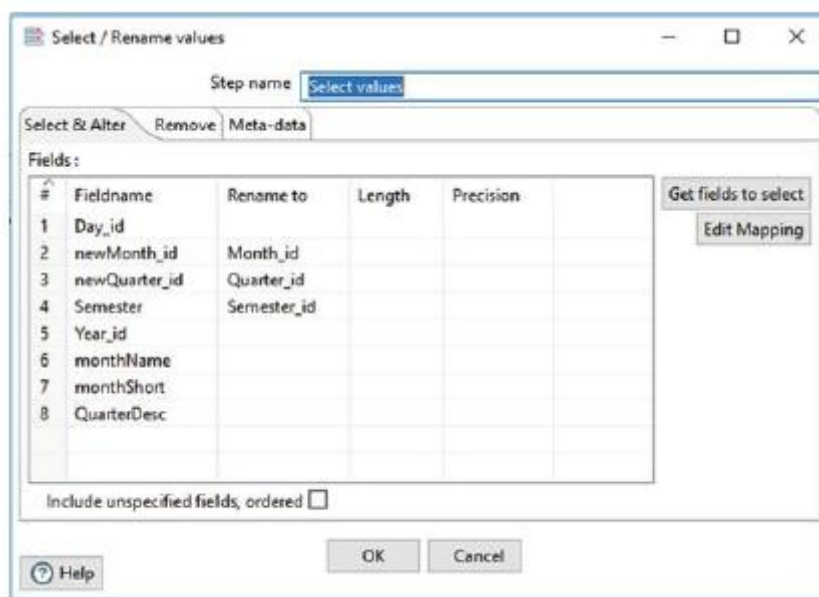 Select / Rename values
Step name Select values
Select & Alter Remove Meta-data
Fields :
# Fieldname Rename to Length Precision
Get fields to select
1 Day_id
Edit Mapping
2 newMonth_id Month_id
3 newQuarter_id Quarter_id
4 Semester Semester_id
5 Year_id
6 monthName
7 monthShort
8 QuarterDesc
Include unspecified fields, ordered
OK Cancel
? Help